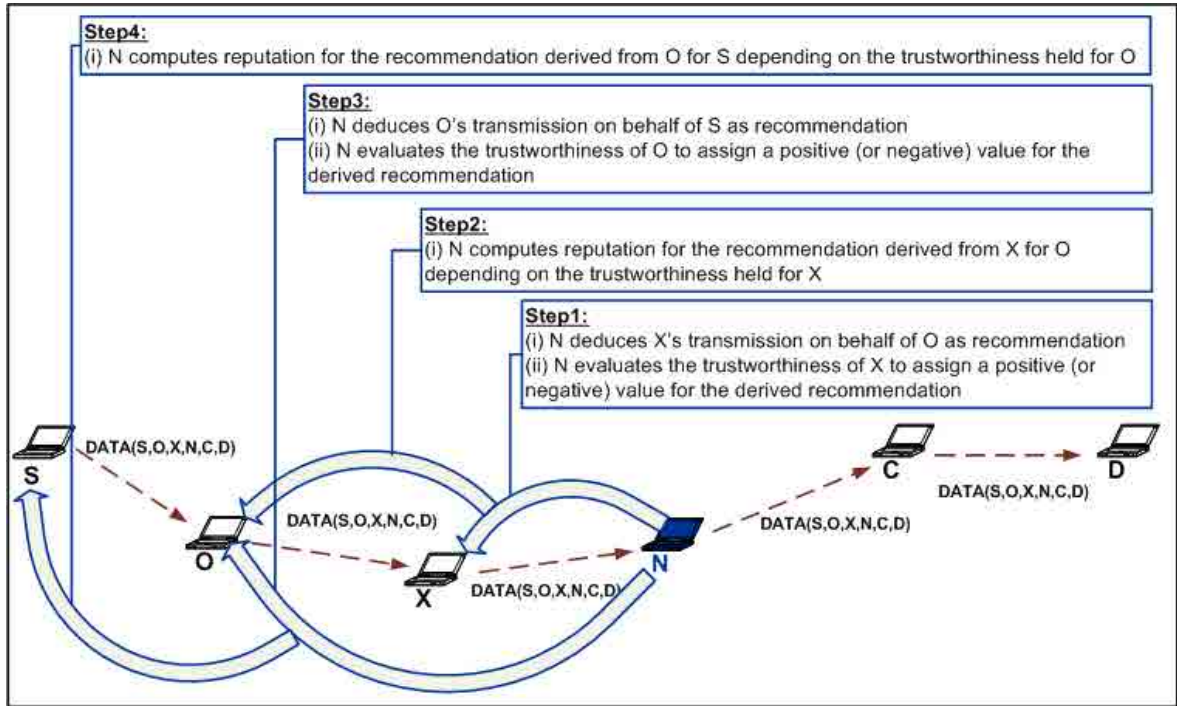 Step4:
(i) N computes reputation for the recommendation derived from O for S depending on the trustworthiness held for O
Step3:
(i) N deduces O's transmission on behalf of S as recommendation
(ii) N evaluates the trustworthiness of O to assign a positive (or negative) value for the
derived recommendation
Step2:
(i) N computes reputation for the recommendation derived from X for O
depending on the trustworthiness held for X
Step1:
(i) N deduces X's transmission on behalf of O as recommendation
(ii) N evaluates the trustworthiness of X to assign a positive (or
negative) value for the derived recommendation
S
DATA(S,O,X,N,C,D)
O
DATA(S,O,X,N,C,D)
X
DATA(S,O,X,N,C,D)
N
DATA(S,O,X,N,C,D)
C
DATA(S,O,X,N,C,D)
D